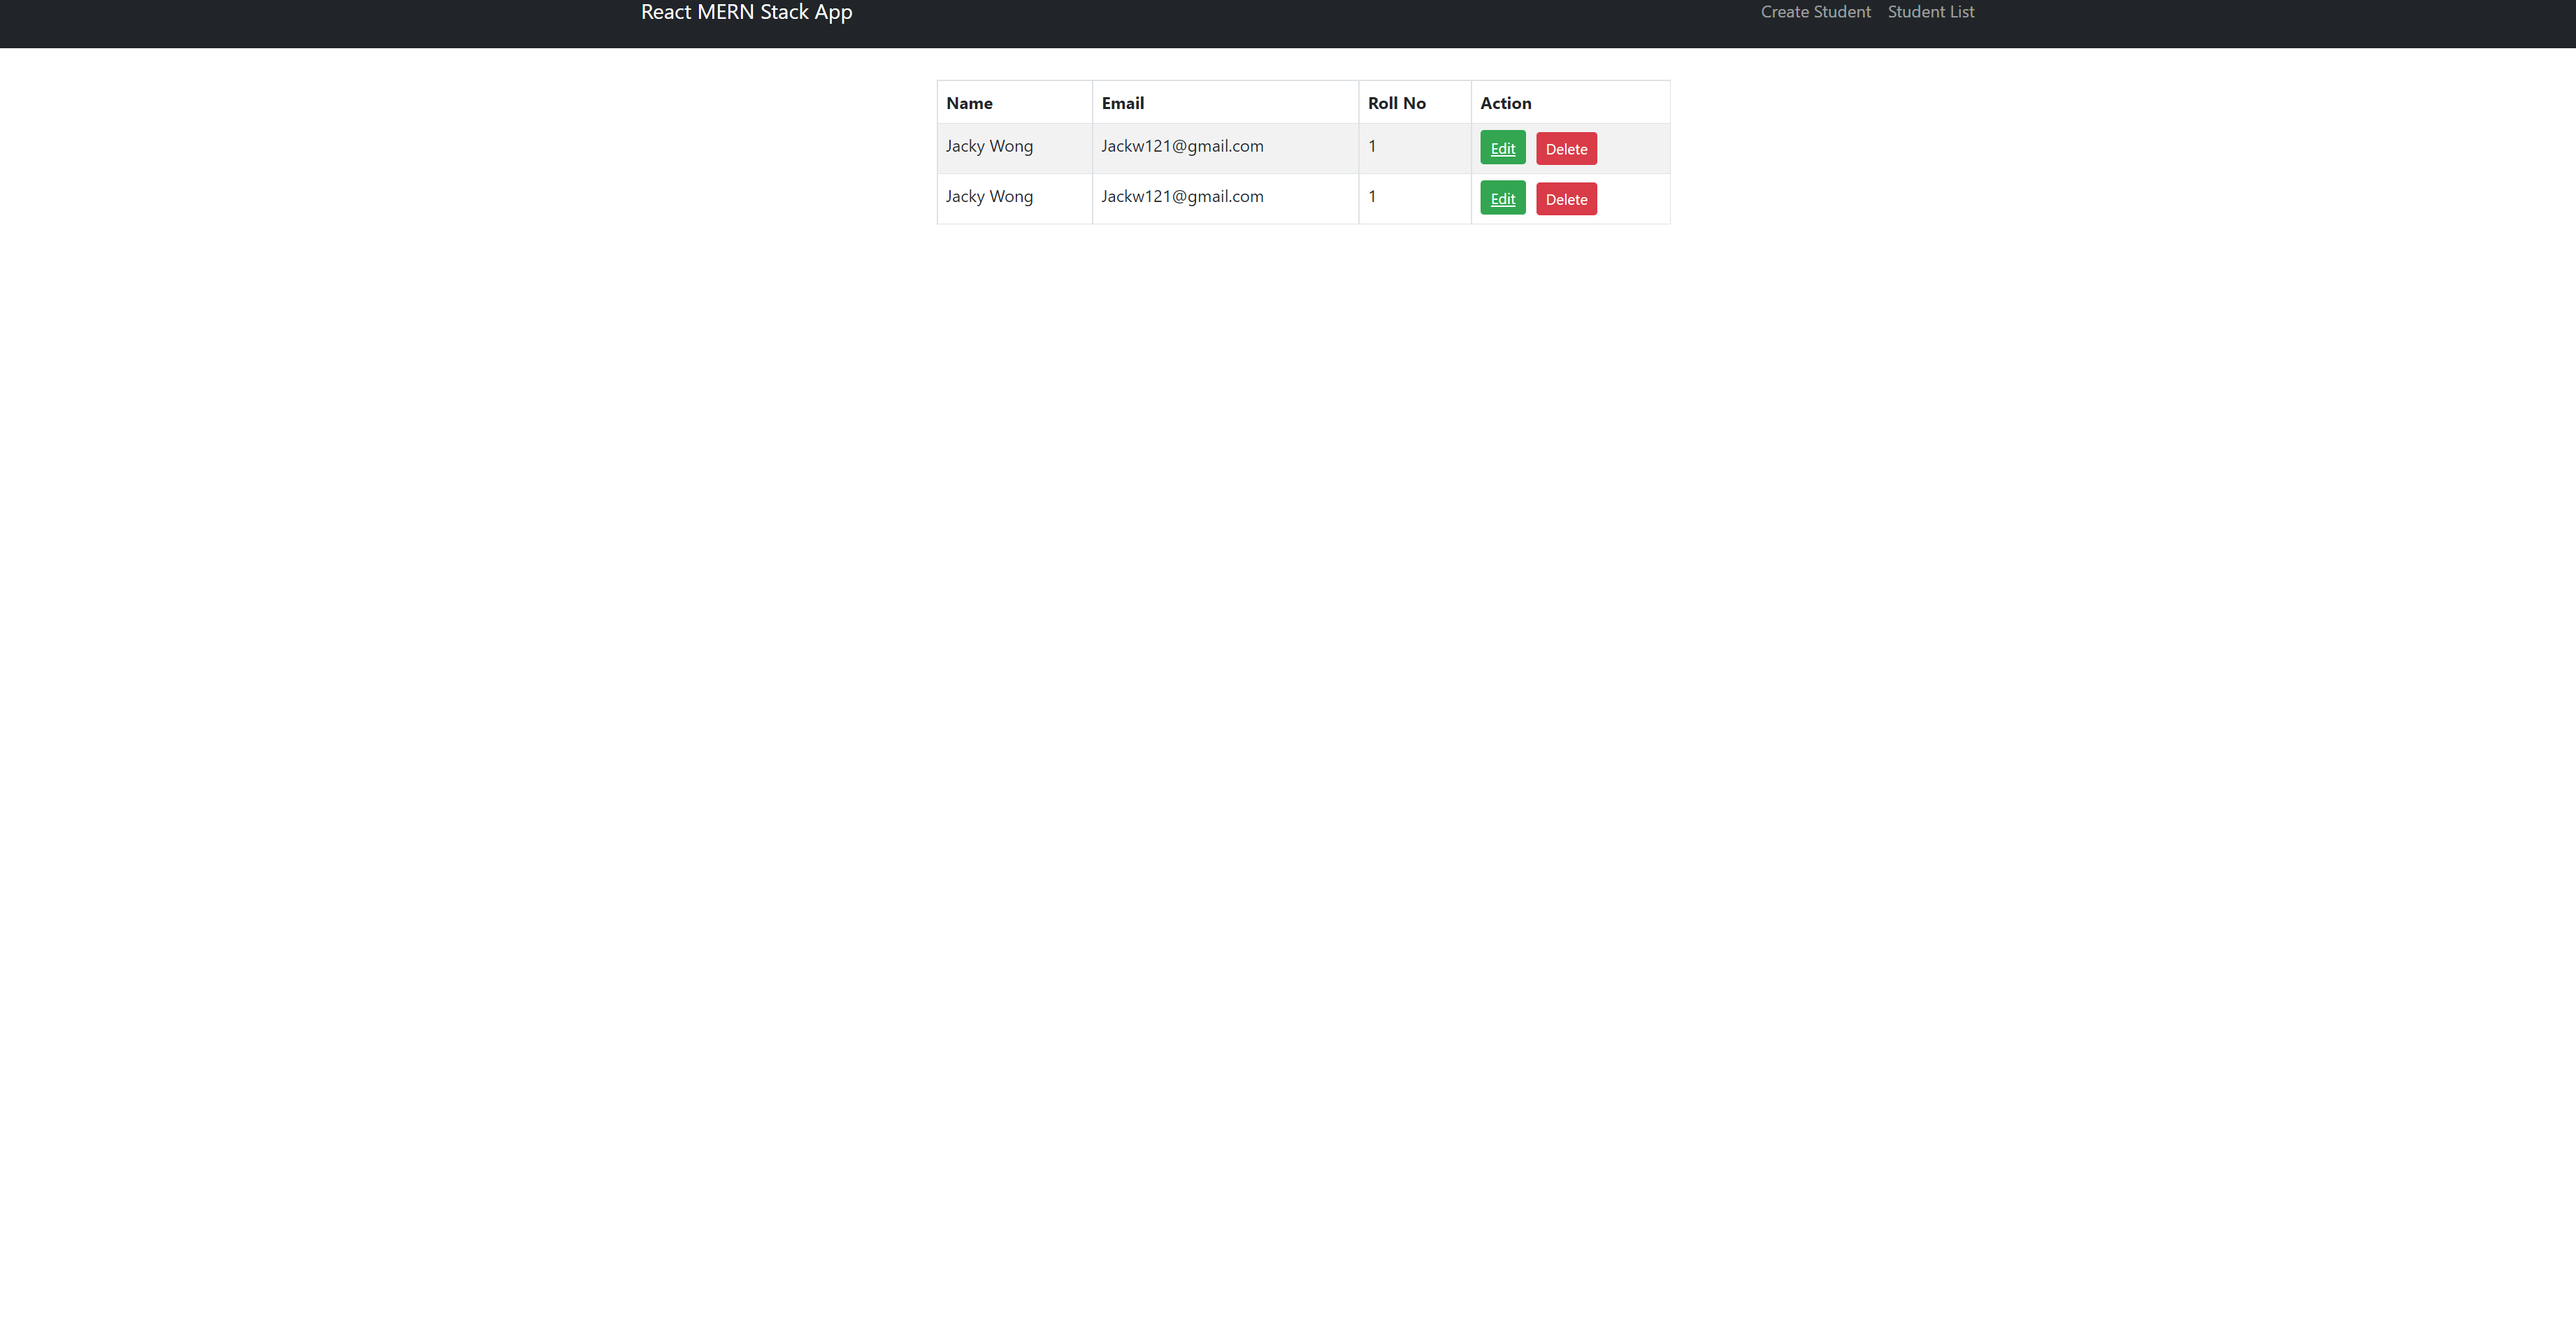 React MERN Stack App Create Student Student List
Name Email Roll No Action
Jacky Wong Jackw121@gmail.com 1 Edit Delete
Jacky Wong Jackw121@gmail.com 1 Edit Delete